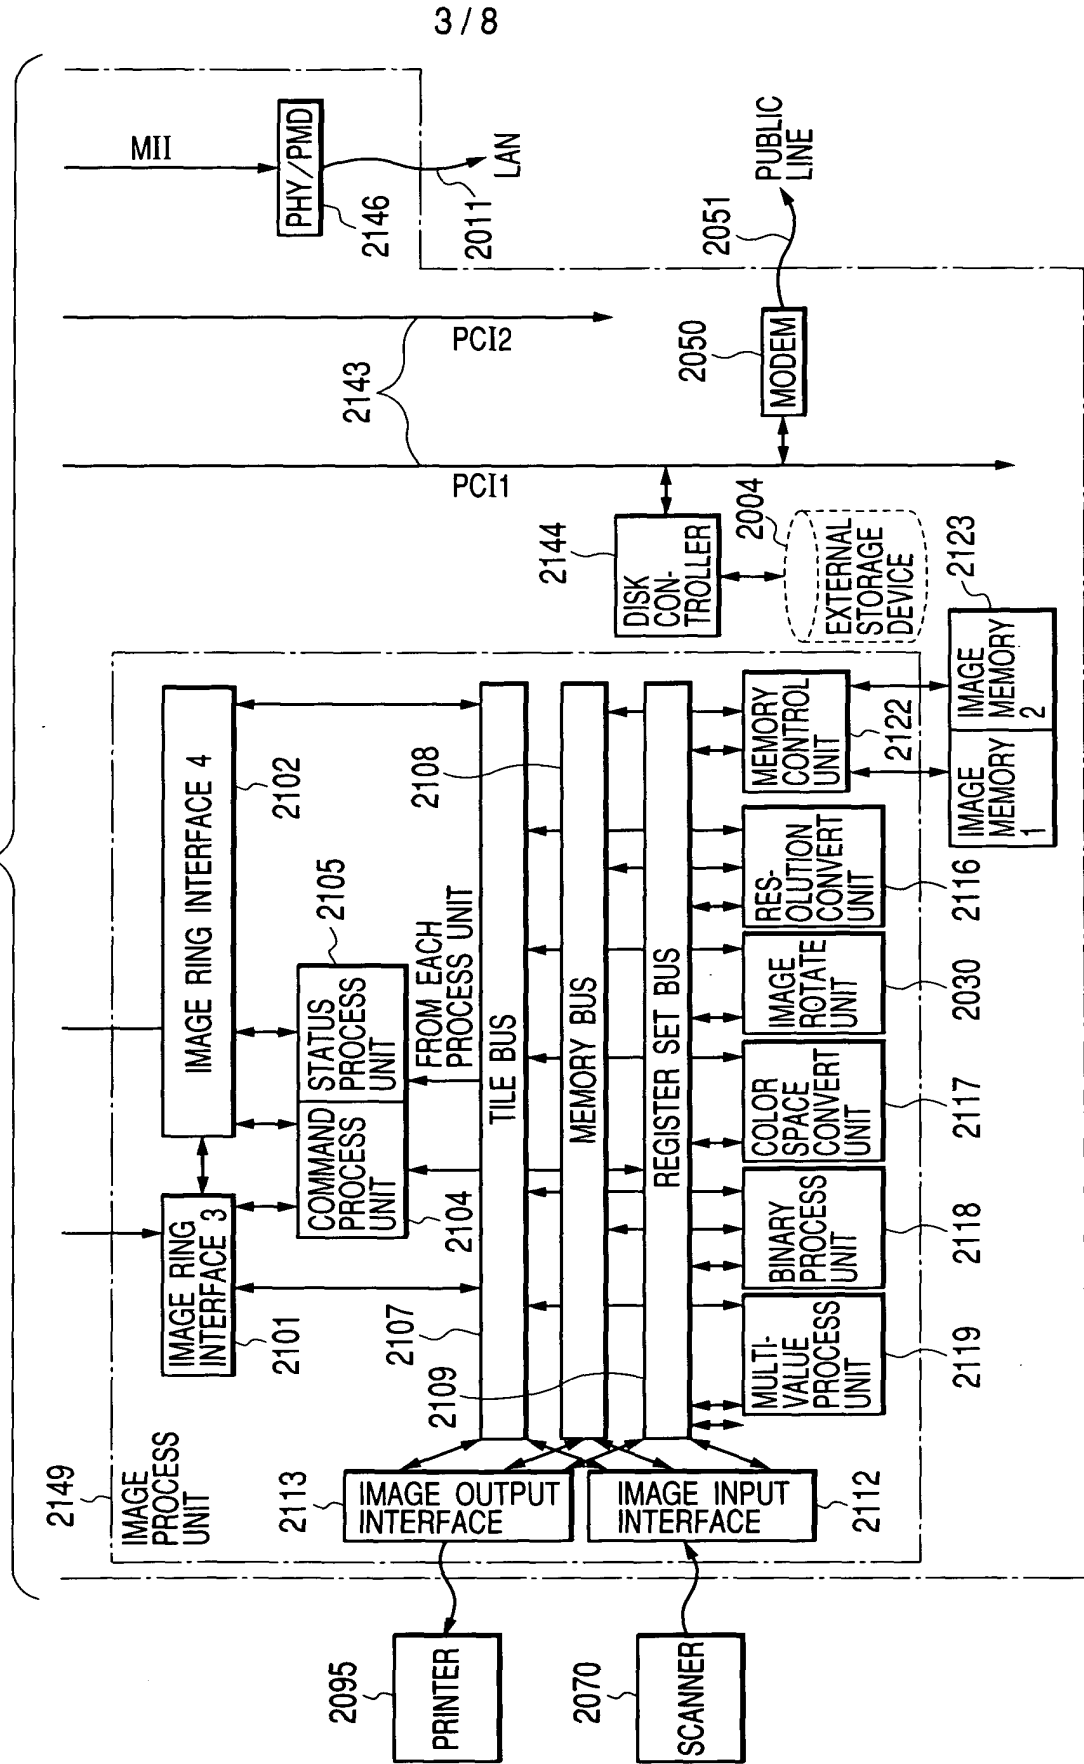 3 / 8
MII
PHY/PMD
2146
2011
LAN
PCI2
2143
PCI1
2051
PUBLIC
LINE
2050
MODEM
2144
DISK
CON-
TROLLER
2004
EXTERNAL
STORAGE
DEVICE
2123
IMAGE
MEMORY
1
IMAGE
MEMORY
2
2149
IMAGE
PROCESS
UNIT
IMAGE RING
INTERFACE 3
2101
IMAGE RING INTERFACE 4
2102
COMMAND
PROCESS
UNIT
2104
STATUS
PROCESS
UNIT
2105
FROM EACH
PROCESS UNIT
2107
TILE BUS
2108
MEMORY BUS
2109
REGISTER SET BUS
2113
IMAGE OUTPUT
INTERFACE
IMAGE INPUT
INTERFACE
2112
2095
PRINTER
2070
SCANNER
MULTI-
VALUE
PROCESS
UNIT
2119
BINARY
PROCESS
UNIT
2118
COLOR
SPACE
CONVERT
UNIT
2117
IMAGE
ROTATE
UNIT
2030
RES-
OLUTION
CONVERT
UNIT
2116
MEMORY
CONTROL
UNIT
2122